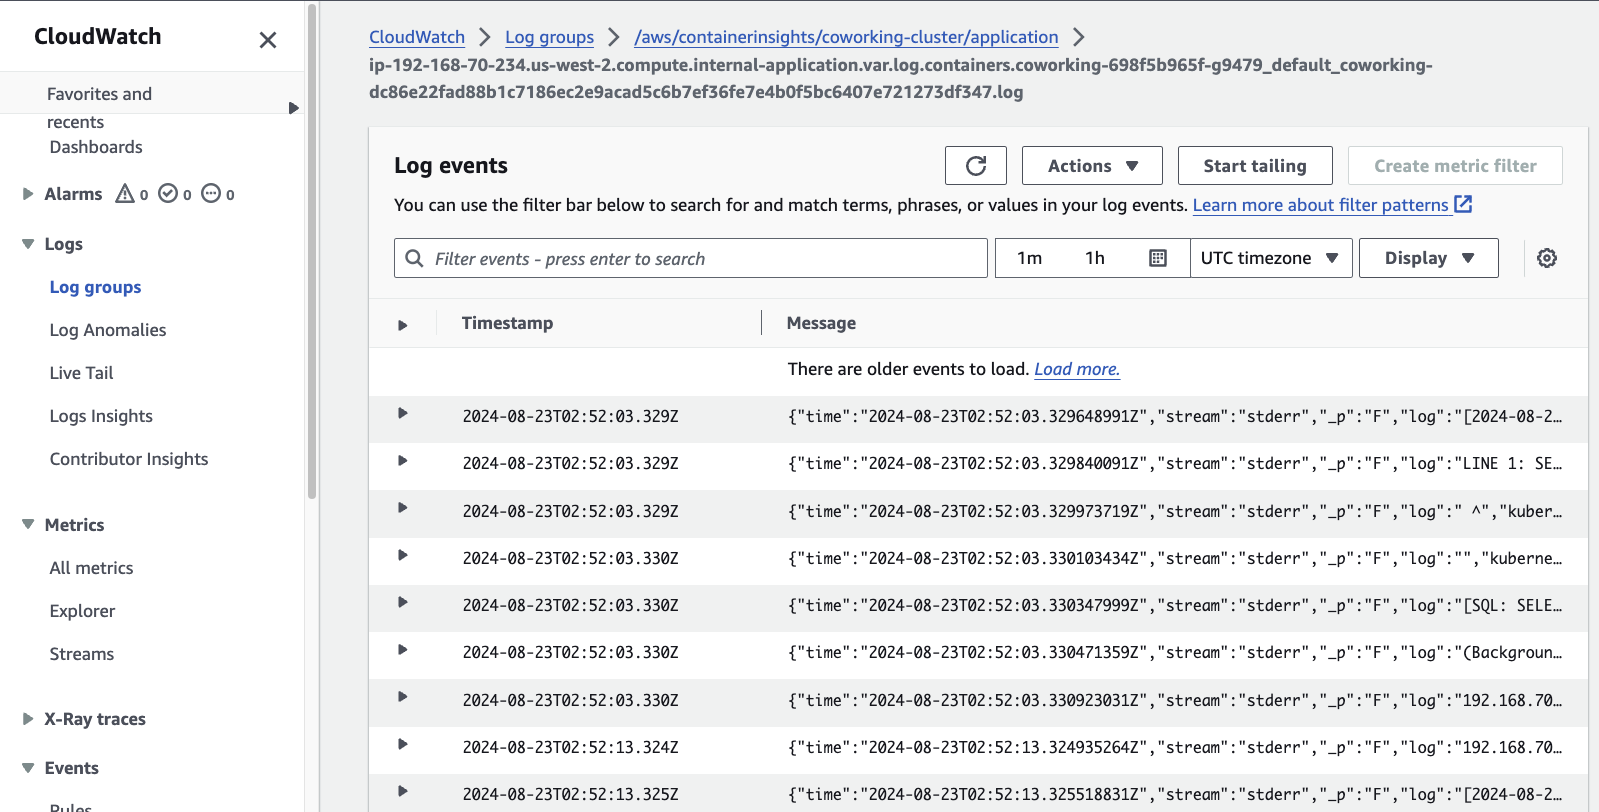 CloudWatch
Favorites and
recents
Dashboards
Alarms 0 0 0
Logs
Log groups
Log Anomalies
Live Tail
Logs Insights
Contributor Insights
Metrics
All metrics
Explorer
Streams
X-Ray traces
Events
Rules
CloudWatch Log groups /aws/containerinsights/coworking-cluster/application
ip-192-168-70-234.us-west-2.compute.internal-application.var.log.containers.coworking-698f5b965f-g9479_default_coworking-
dc86e22fad88b1c7186ec2e9acad5c6b7ef36fe7e4b0f5bc6407e721273df347.log
Log events
Actions
Start tailing
Create metric filter
You can use the filter bar below to search for and match terms, phrases, or values in your log events. Learn more about filter patterns
Filter events - press enter to search
1m 1h
UTC timezone
Display
Timestamp Message
There are older events to load. Load more.
2024-08-23T02:52:03.329Z {"time":"2024-08-23T02:52:03.329648991Z","stream":"stderr","_p":"F","log":"[2024-08-2…
2024-08-23T02:52:03.329Z {"time":"2024-08-23T02:52:03.329840091Z","stream":"stderr","_p":"F","log":"LINE 1: SE…
2024-08-23T02:52:03.329Z {"time":"2024-08-23T02:52:03.329973719Z","stream":"stderr","_p":"F","log":" ^","kuber…
2024-08-23T02:52:03.330Z {"time":"2024-08-23T02:52:03.330103434Z","stream":"stderr","_p":"F","log":"","kuberne…
2024-08-23T02:52:03.330Z {"time":"2024-08-23T02:52:03.330347999Z","stream":"stderr","_p":"F","log":"[SQL: SELE…
2024-08-23T02:52:03.330Z {"time":"2024-08-23T02:52:03.330471359Z","stream":"stderr","_p":"F","log":"(Backgroun…
2024-08-23T02:52:03.330Z {"time":"2024-08-23T02:52:03.330923031Z","stream":"stderr","_p":"F","log":"192.168.70…
2024-08-23T02:52:13.324Z {"time":"2024-08-23T02:52:13.324935264Z","stream":"stderr","_p":"F","log":"192.168.70…
2024-08-23T02:52:13.325Z {"time":"2024-08-23T02:52:13.325518831Z","stream":"stderr","_p":"F","log":"[2024-08-2…